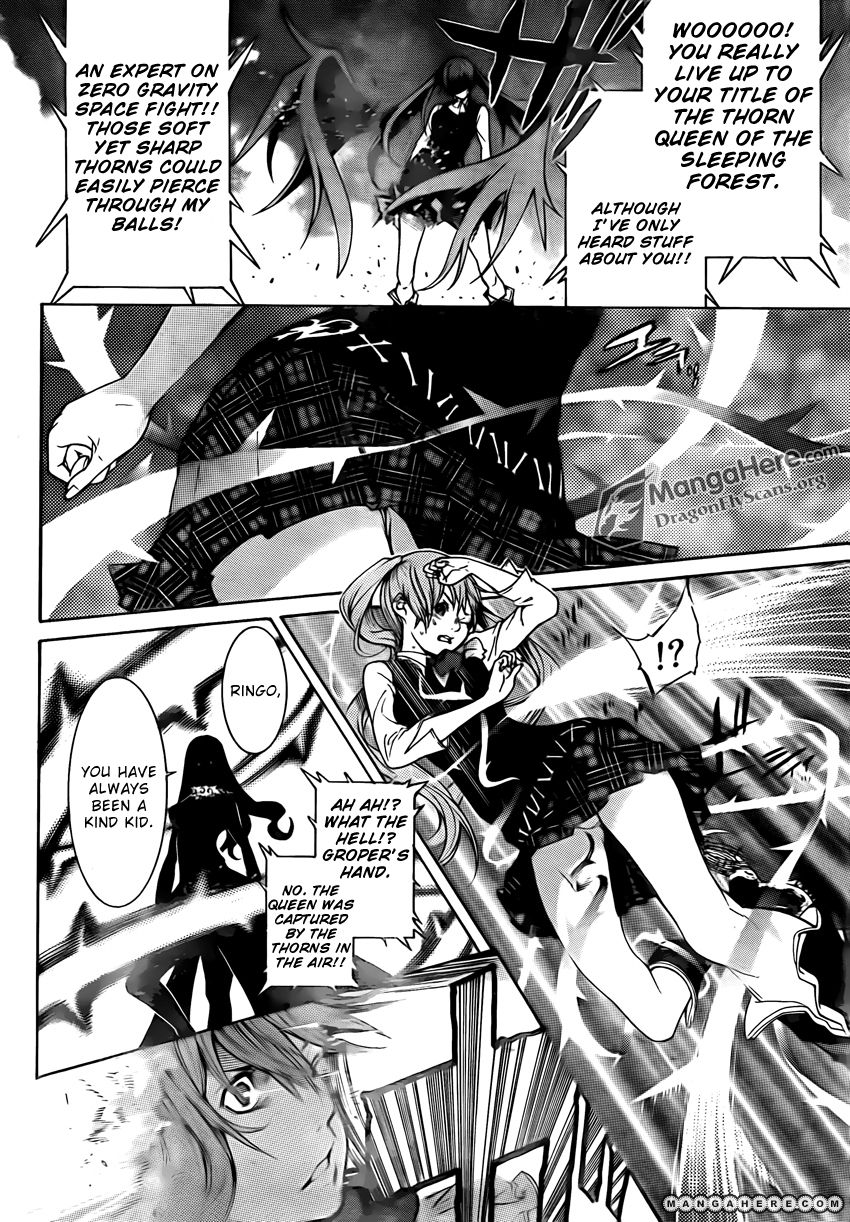 WOOOOOO!
YOU REALLY
LIVE UP TO
YOUR TITLE OF
THE THORN
QUEEN OF THE
SLEEPING
FOREST.
ALTHOUGH
I'VE ONLY
HEARD STUFF
ABOUT YOU!!
AN EXPERT ON
ZERO GRAVITY
SPACE FIGHT!!
THOSE SOFT
YET SHARP
THORNS COULD
EASILY PIERCE
THROUGH MY
BALLS!
MangaHere.com
DragonFlyScans.org
!?
RINGO,
YOU HAVE
ALWAYS
BEEN A
KIND KID.
AH AH!?
WHAT THE
HELL!?
GROPER'S
HAND.
NO. THE
QUEEN WAS
CAPTURED
BY THE
THORNS IN
THE AIR!!
MANGAHERE.COM